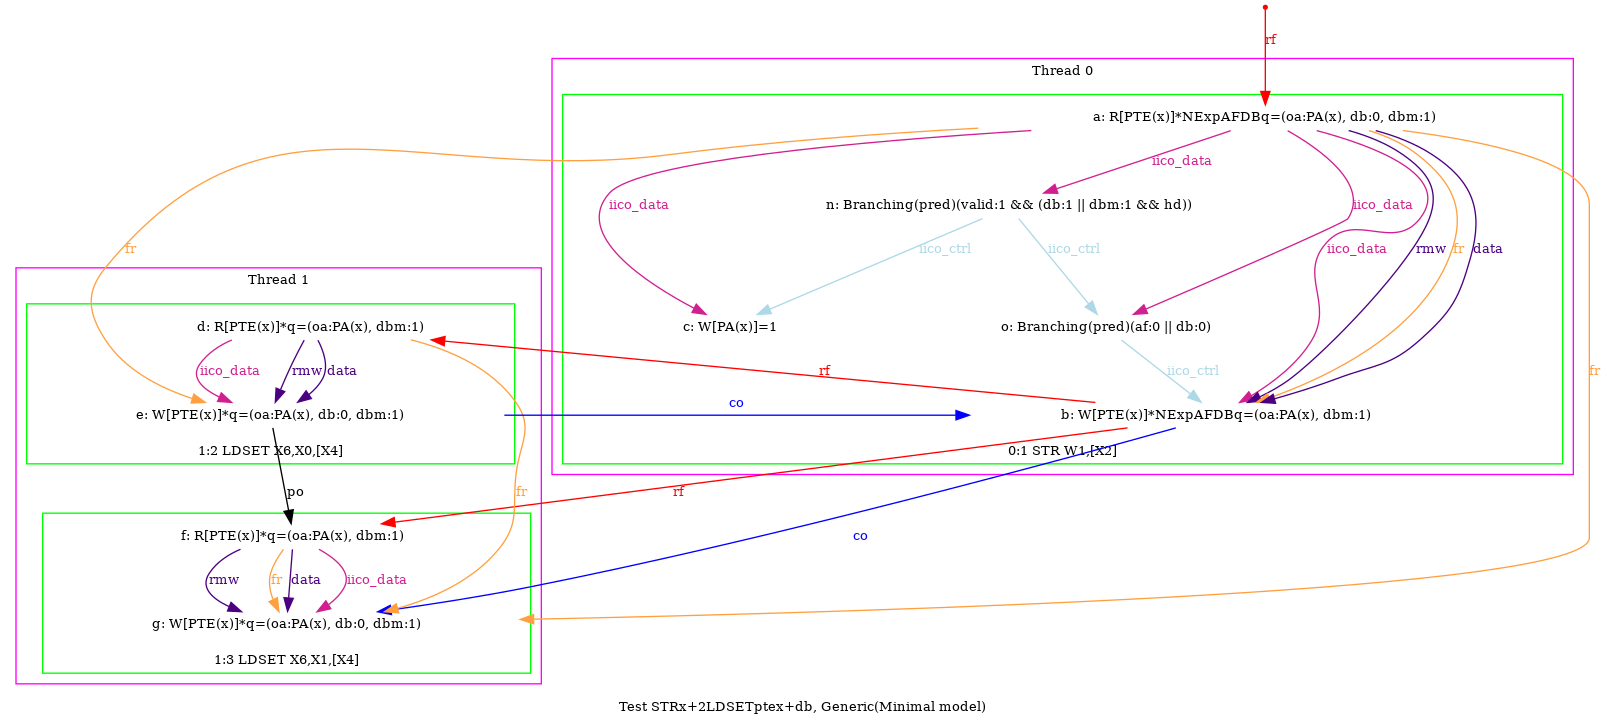 rf
Thread 0
a: R[PTE(x)]*NExpAFDBq=(oa:PA(x), db:0, dbm:1)
iico_data
iico_data
iico_data
n: Branching(pred)(valid:1 && (db:1 || dbm:1 && hd))
fr
iico_ctrl
iico_ctrl
iico_data
rmw
fr
data
Thread 1
d: R[PTE(x)]*q=(oa:PA(x), dbm:1)
c: W[PA(x)]=1
o: Branching(pred)(af:0 || db:0)
iico_data
rmw
data
rf
iico_ctrl
fr
co
e: W[PTE(x)]*q=(oa:PA(x), db:0, dbm:1)
b: W[PTE(x)]*NExpAFDBq=(oa:PA(x), dbm:1)
1:2 LDSET X6,X0,[X4]
0:1 STR W1,[X2]
po
fr
rf
f: R[PTE(x)]*q=(oa:PA(x), dbm:1)
co
rmw
fr
data
iico_data
g: W[PTE(x)]*q=(oa:PA(x), db:0, dbm:1)
1:3 LDSET X6,X1,[X4]
Test STRx+2LDSETptex+db, Generic(Minimal model)